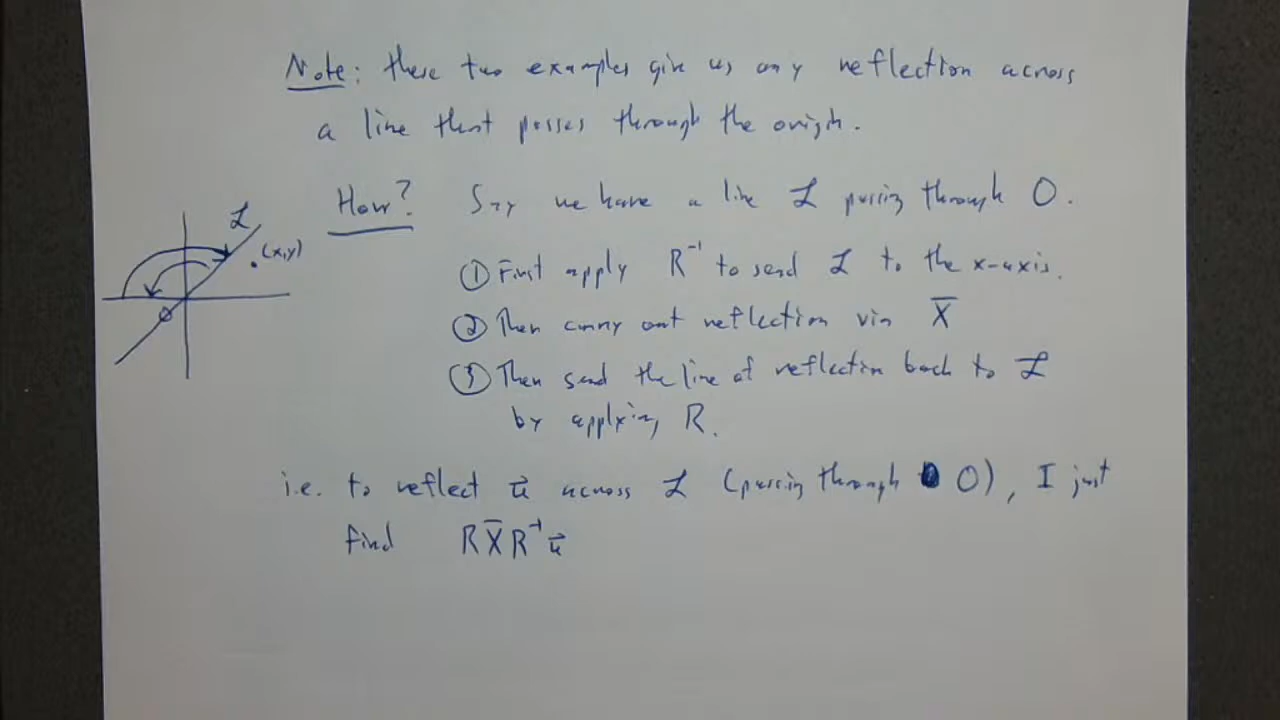 Note: these two examples give us any reflection across
a line that passes through the origin.
How? Say we have a line L passing through O.
L
(x,y)
① First apply R⁻¹ to send L to the x-axis.
② Then carry out reflection via X̅
③ Then send the line of reflection back to L
by applying R.
i.e. to reflect u⃗ across L (passing through O), I just
find R X̅ R⁻¹ u⃗